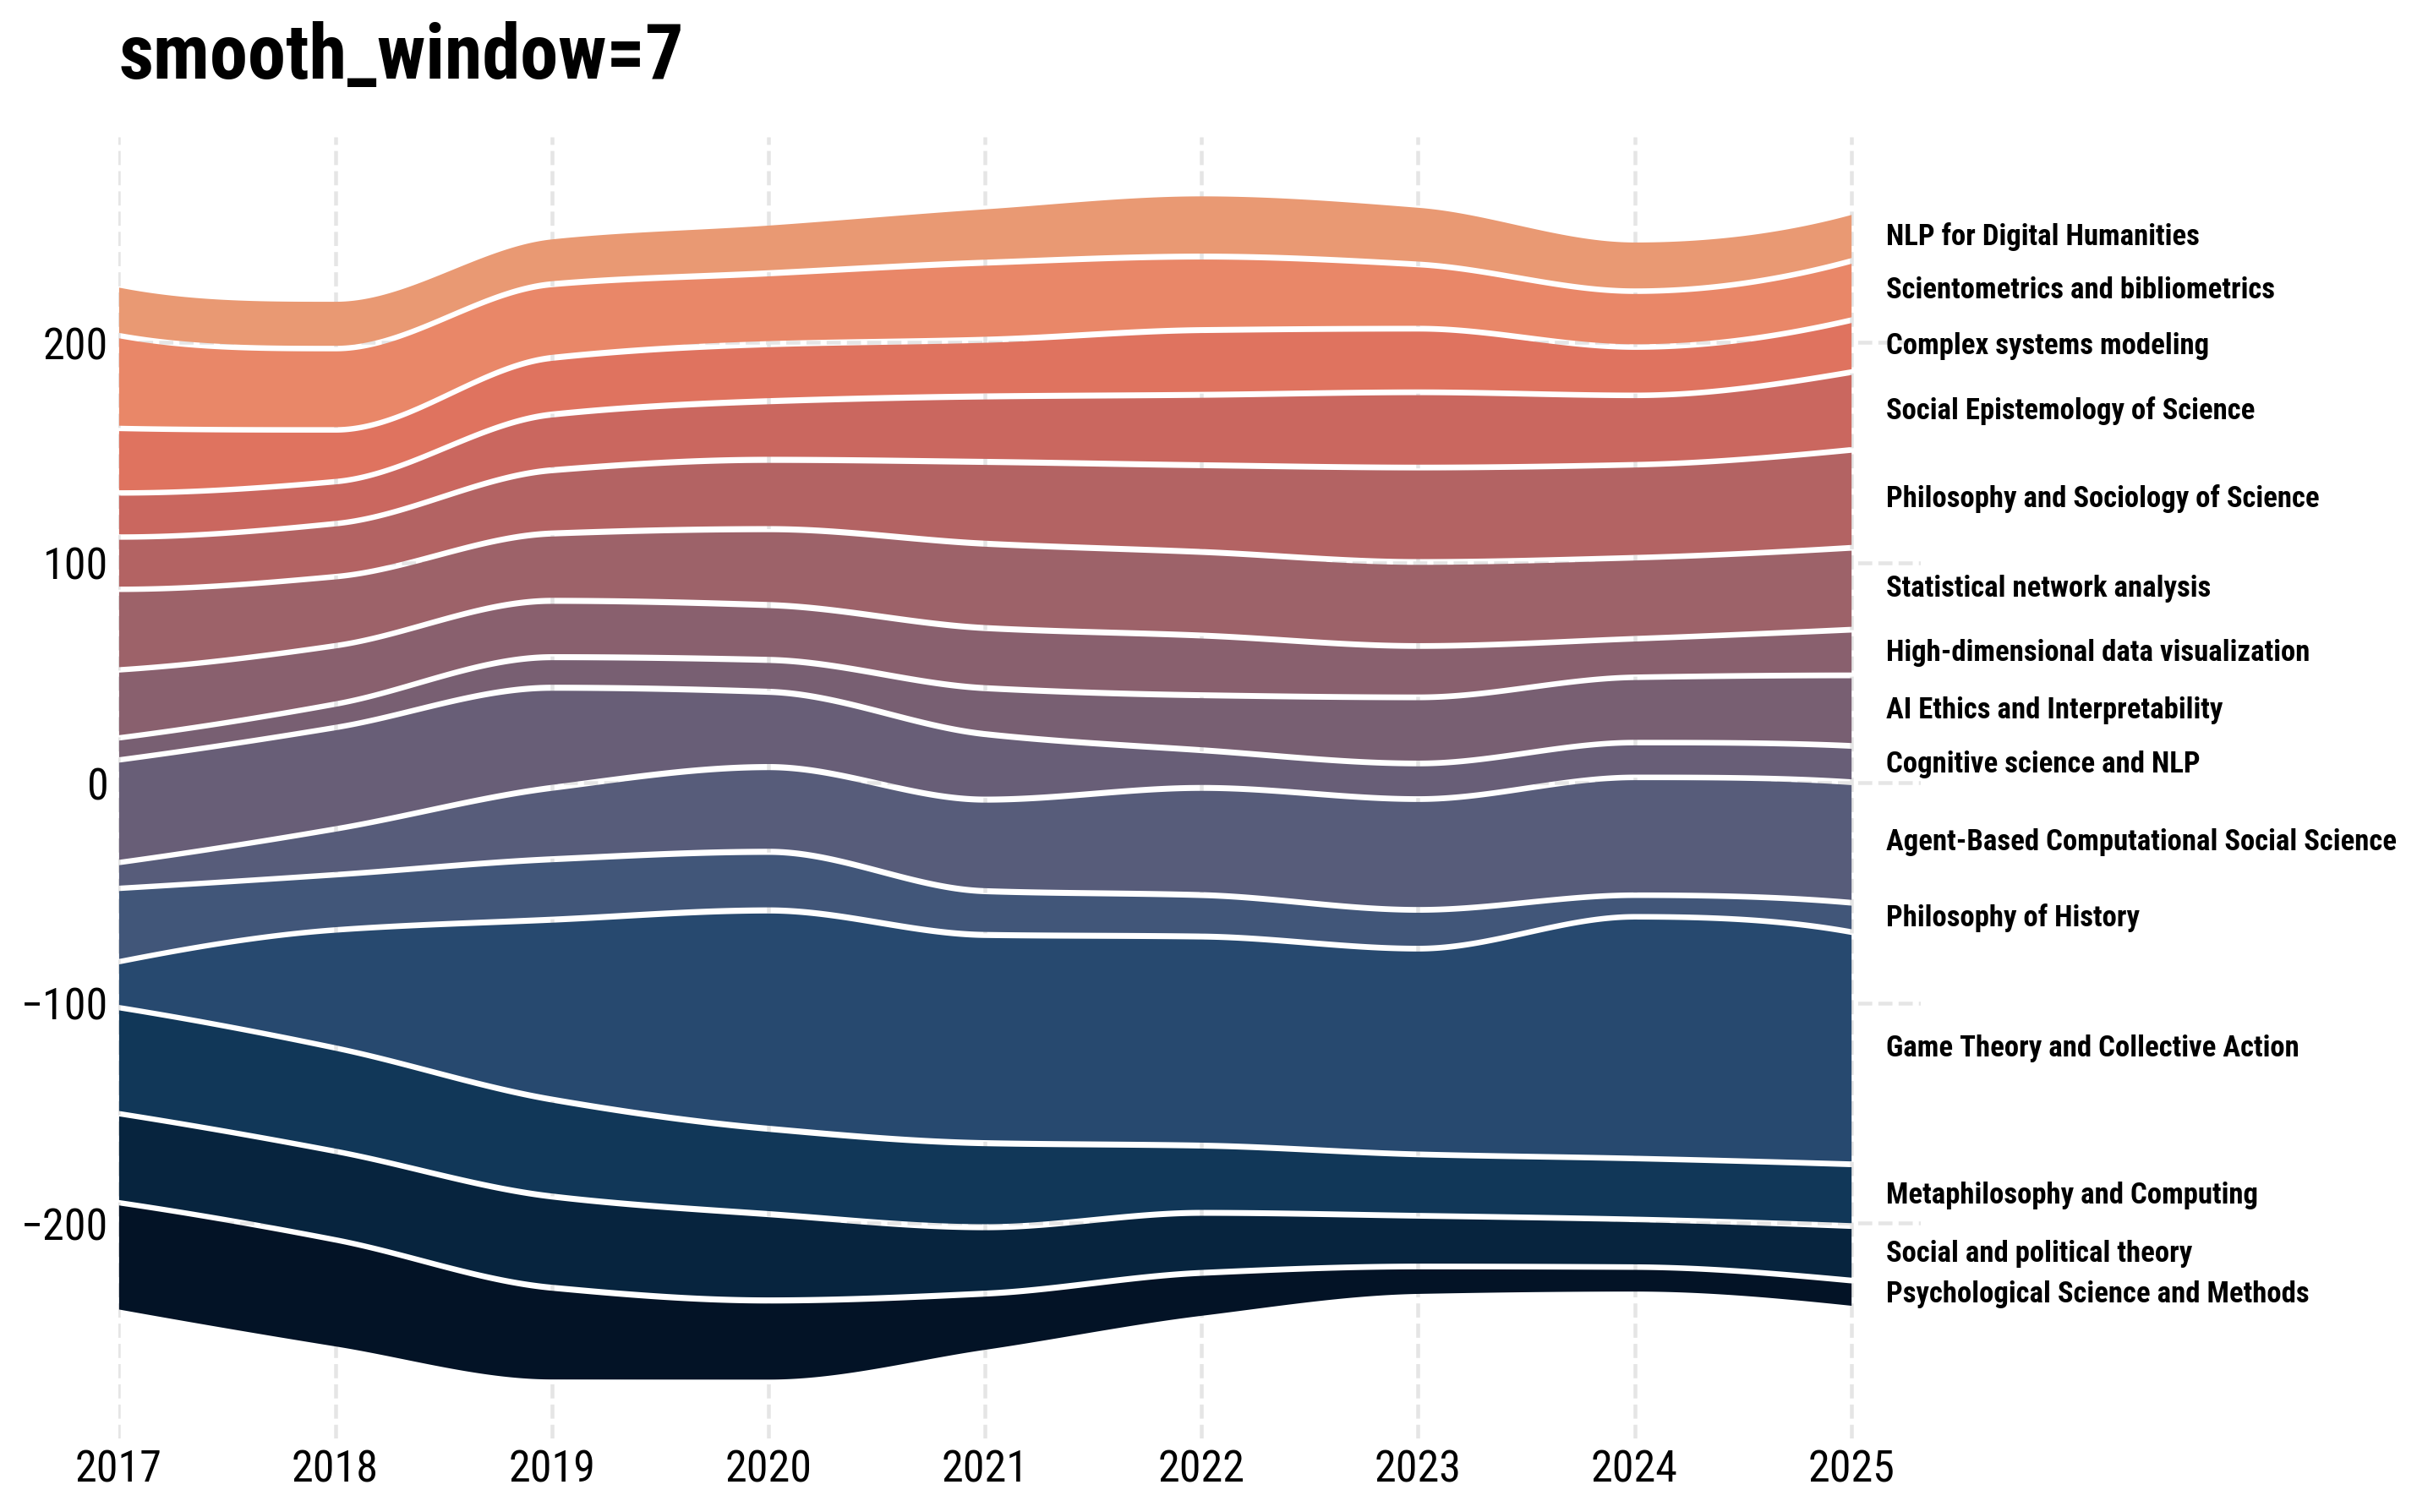 smooth_window=7
NLP for Digital Humanities
Scientometrics and bibliometrics
200
Complex systems modeling
Social Epistemology of Science
Philosophy and Sociology of Science
100
Statistical network analysis
High-dimensional data visualization
AI Ethics and Interpretability
Cognitive science and NLP
0
Agent-Based Computational Social Science
Philosophy of History
−100
Game Theory and Collective Action
Metaphilosophy and Computing
−200
Social and political theory
Psychological Science and Methods
2017 2018 2019 2020 2021 2022 2023 2024 2025